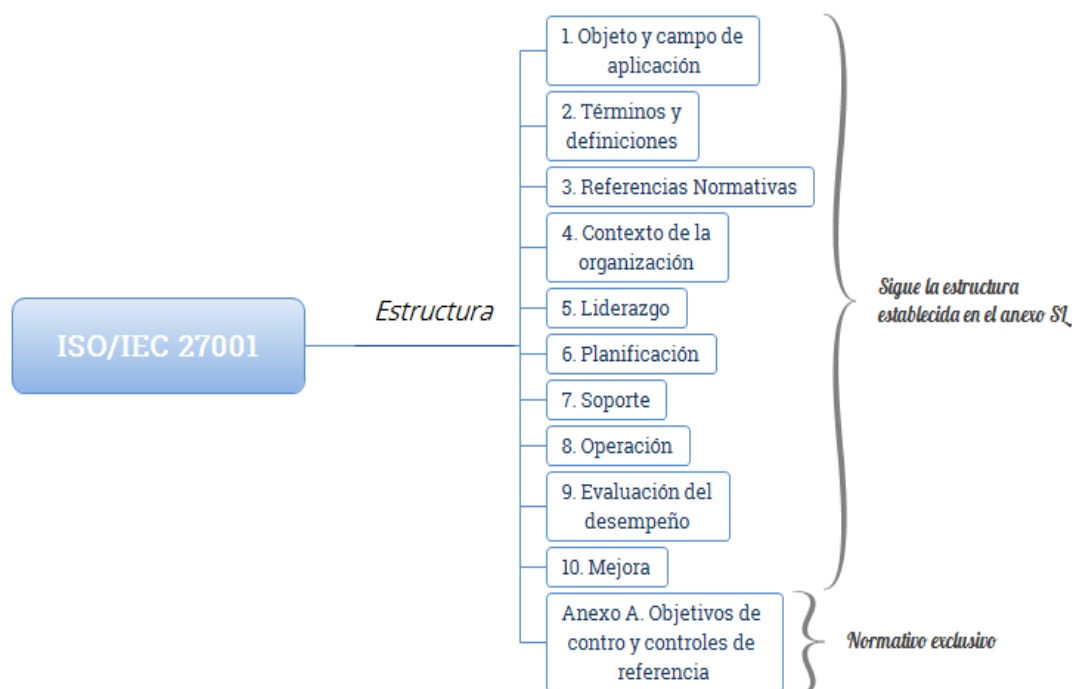 ISO/IEC 27001
Estructura
1. Objeto y campo de
aplicación
2. Términos y
definiciones
3. Referencias Normativas
4. Contexto de la
organización
5. Liderazgo
6. Planificación
7. Soporte
8. Operación
9. Evaluación del
desempeño
10. Mejora
Anexo A. Objetivos de
contro y controles de
referencia
Sigue la estructura
establecida en el anexo SL
Normativo exclusivo